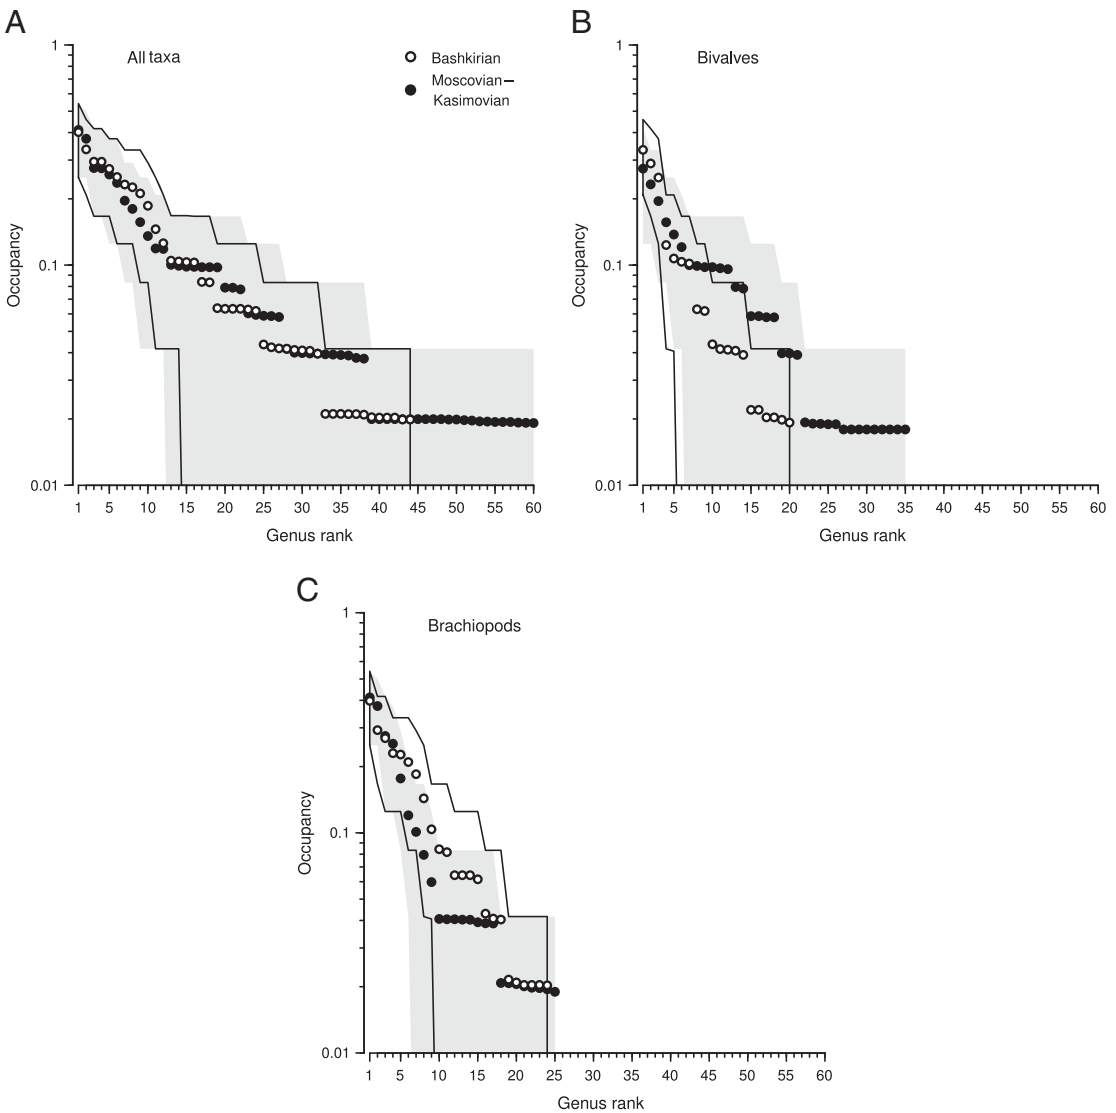 A
All taxa
Bashkirian
Moscovian–
Kasimovian
1
0.1
0.01
Occupancy
1 5 10 15 20 25 30 35 40 45 50 55 60
Genus rank
B
Bivalves
1
0.1
0.01
Occupancy
1 5 10 15 20 25 30 35 40 45 50 55 60
Genus rank
C
Brachiopods
1
0.1
0.01
Occupancy
1 5 10 15 20 25 30 35 40 45 50 55 60
Genus rank